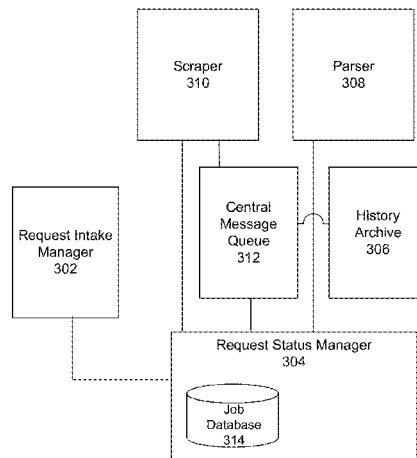 Scraper
310
Parser
308
Request Intake
Manager
302
Central
Message
Queue
312
History
Archive
306
Request Status Manager
304
Job
Database
314